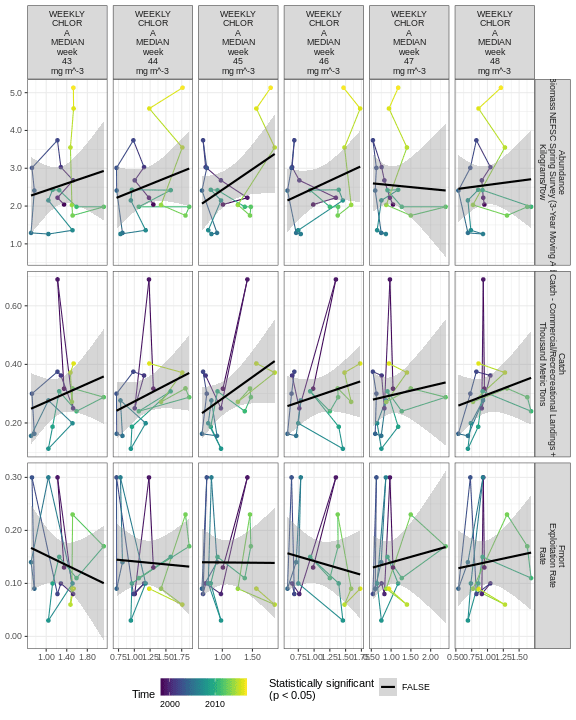 WEEKLY WEEKLY WEEKLY WEEKLY WEEKLY WEEKLY
CHLOR CHLOR CHLOR CHLOR CHLOR CHLOR
A A A A A A
MEDIAN MEDIAN MEDIAN MEDIAN MEDIAN MEDIAN
week week week week week week
43 44 45 46 47 48
mg m^-3 mg m^-3 mg m^-3 mg m^-3 mg m^-3 mg m^-3
5.0
4.0
3.0
2.0
1.0
Abundance
Biomass NEFSC Spring Survey (3-Year Moving
Kilograms/Tow
0.60
0.40
0.20
Catch
Catch - Commercial/Recreational Landings +
Thousand Metric Tons
0.30
0.20
0.10
0.00
Fmort
Exploitation Rate
Rate
1.00 1.40 1.80 0.75 1.00 1.25 1.50 1.75 1.00 1.50 0.75 1.00 1.25 1.50 0.50 1.00 1.50 2.00 0.50 0.75 1.00 1.25 1.50
Time
2000 2010
Statistically significant
(p < 0.05)
FALSE